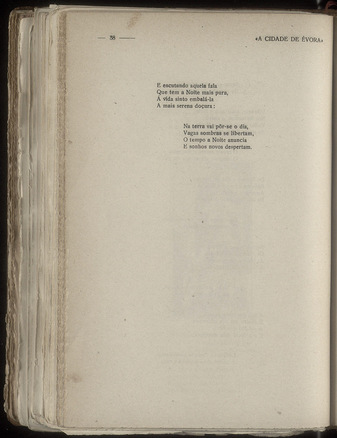 — 58 —— «A CIDADE DE ÉVORA»
E escutando aquela fala
Que tem a Noite mais pura,
À vida sinto embalá-la
A mais serena doçura:
Na terra vai pôr-se o dia,
Vagas sombras se libertam,
O tempo a Noite anuncia
E sonhos novos despertam.